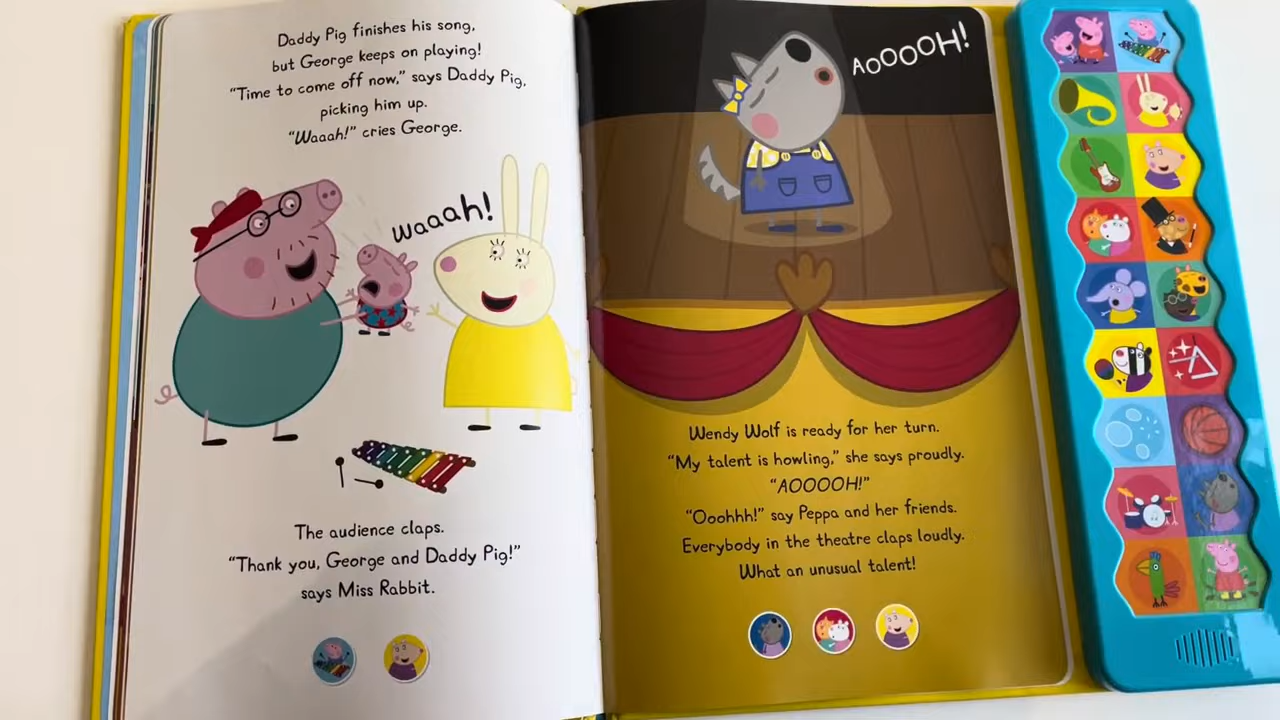 Daddy Pig finishes his song,
but George keeps on playing!
“Time to come off now,” says Daddy Pig,
picking him up.
“Waaah!” cries George.
waaah!
The audience claps.
“Thank you, George and Daddy Pig!”
says Miss Rabbit.
AOOOOH!
Wendy Wolf is ready for her turn.
“My talent is howling,” she says proudly.
“AOOOOH!”
“Ooohhh!” say Peppa and her friends.
Everybody in the theatre claps loudly.
What an unusual talent!